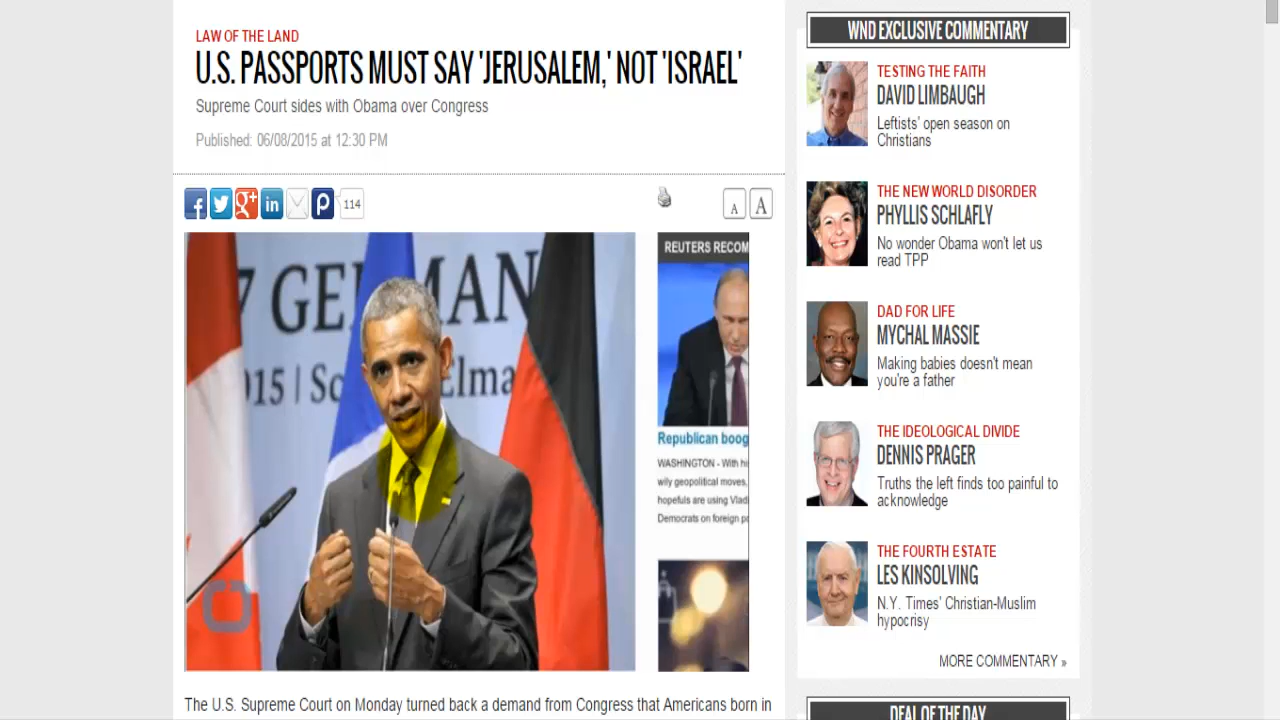 LAW OF THE LAND
U.S. PASSPORTS MUST SAY 'JERUSALEM,' NOT 'ISRAEL'
Supreme Court sides with Obama over Congress
Published: 06/08/2015 at 12:30 PM
114
A
A
7 GERMAN
2015 |
Elma
REUTERS RECOM
Republican boog
WASHINGTON - With his
wily geopolitical moves,
hopefuls are using Vladi
Democrats on foreign po
The U.S. Supreme Court on Monday turned back a demand from Congress that Americans born in
WND EXCLUSIVE COMMENTARY
TESTING THE FAITH
DAVID LIMBAUGH
Leftists' open season on
Christians
THE NEW WORLD DISORDER
PHYLLIS SCHLAFLY
No wonder Obama won't let us
read TPP
DAD FOR LIFE
MYCHAL MASSIE
Making babies doesn't mean
you're a father
THE IDEOLOGICAL DIVIDE
DENNIS PRAGER
Truths the left finds too painful to
acknowledge
THE FOURTH ESTATE
LES KINSOLVING
N.Y. Times' Christian-Muslim
hypocrisy
MORE COMMENTARY »
DEAL OF THE DAY